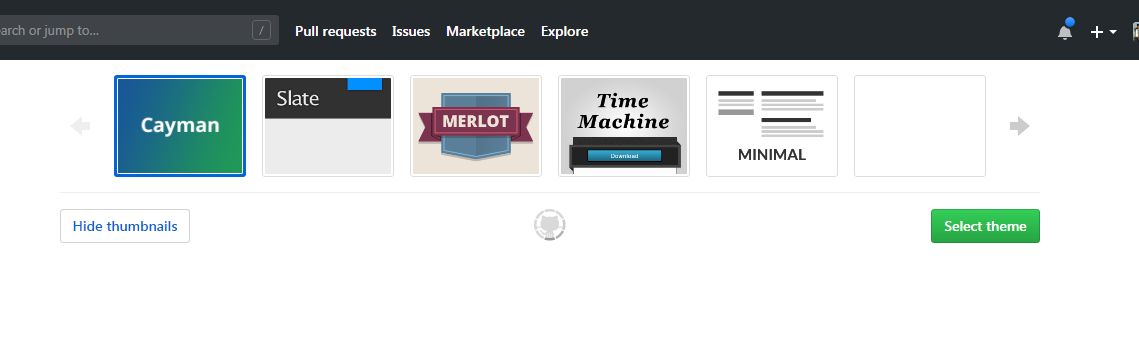 earch or jump to...
/
Pull requests
Issues
Marketplace
Explore
Cayman
Slate
MERLOT
Time
Machine
Download
MINIMAL
Hide thumbnails
Select theme